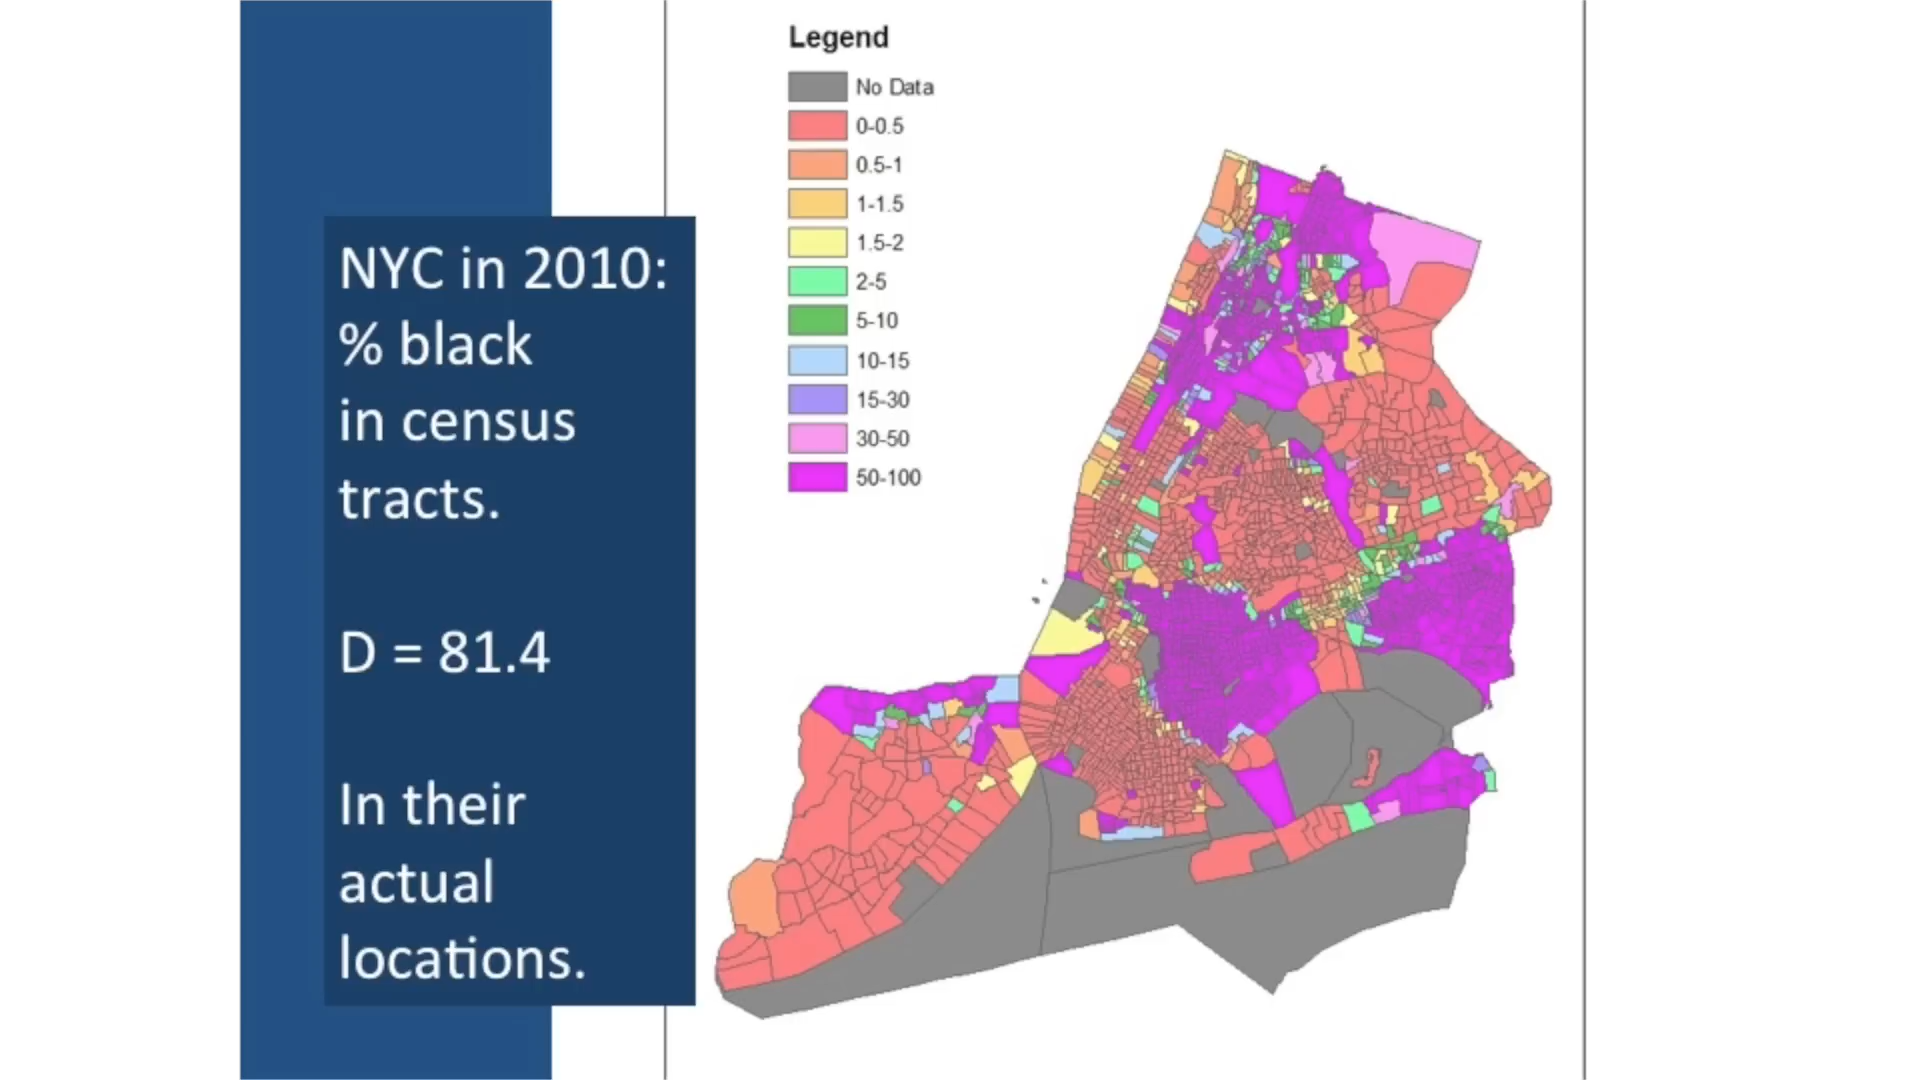 NYC in 2010:
% black
in census
tracts.
D = 81.4
In their
actual
locations.
Legend
No Data
0-0.5
0.5-1
1-1.5
1.5-2
2-5
5-10
10-15
15-30
30-50
50-100